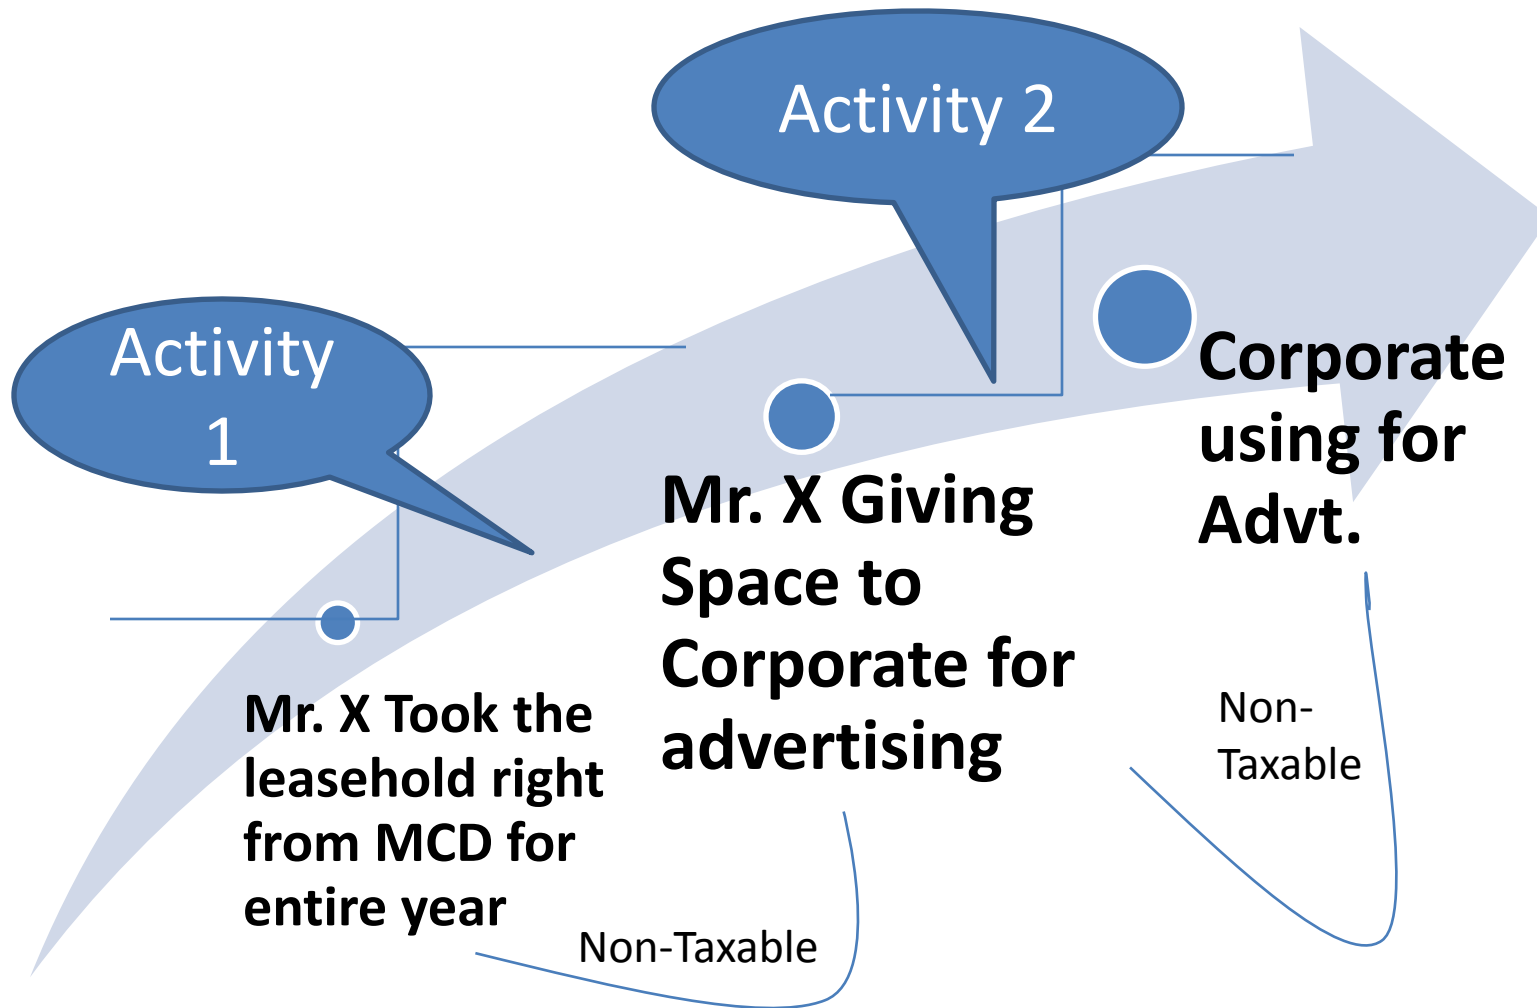 Activity 2
Activity
1
Corporate
using for
Advt.
Mr. X Giving
Space to
Corporate for
advertising
Mr. X Took the
leasehold right
from MCD for
entire year
Non-
Taxable
Non-Taxable